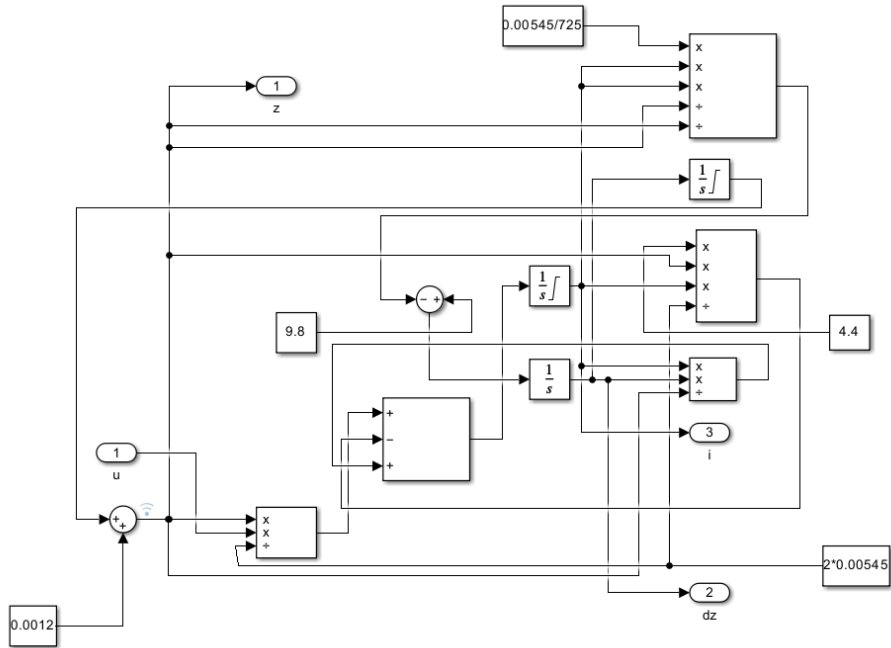 0.00545/725
x
x
x
÷
÷
1
z
1
s
x
x
x
÷
1
s
− +
9.8
4.4
1
s
x
x
÷
+
−
+
3
i
1
u
+
+
x
x
÷
2*0.00545
2
dz
0.0012